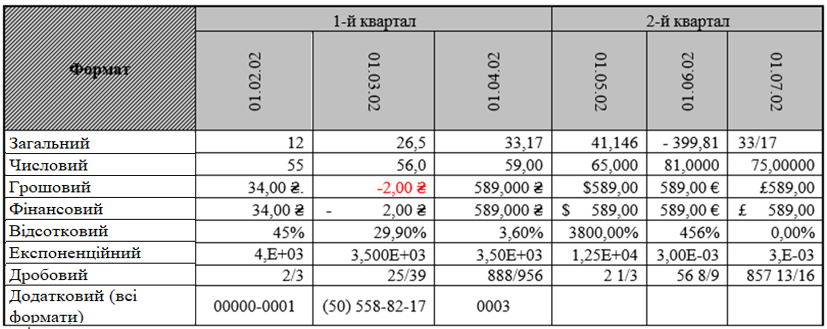 1-й квартал 2-й квартал
Формат 01.02.02 02.03.01 01.04.02 02.05.01 01.06.02 01.07.02
Загальний 12 26,5 33,17 41,146 - 399,81 33/17
Числовий 55 56,0 59,00 65,000 81,0000 75,00000
Грошовий 34,00 ₴. -2,00 ₴ 589,000 ₴ $589,00 589,00 € £589,00
Фінансовий 34,00 ₴ - 2,00 ₴ 589,000 ₴ $ 589,00 589,00 € £ 589,00
Відсотковий 45% 29,90% 3,60% 3800,00% 456% 0,00%
Експоненційний 4,E+03 3,500E+03 3,50E+03 1,25E+04 3,00E-03 3,E-03
Дробовий 2/3 25/39 888/956 2 1/3 56 8/9 857 13/16
Додатковий (всі
формати) 00000-0001 (50) 558-82-17 0003